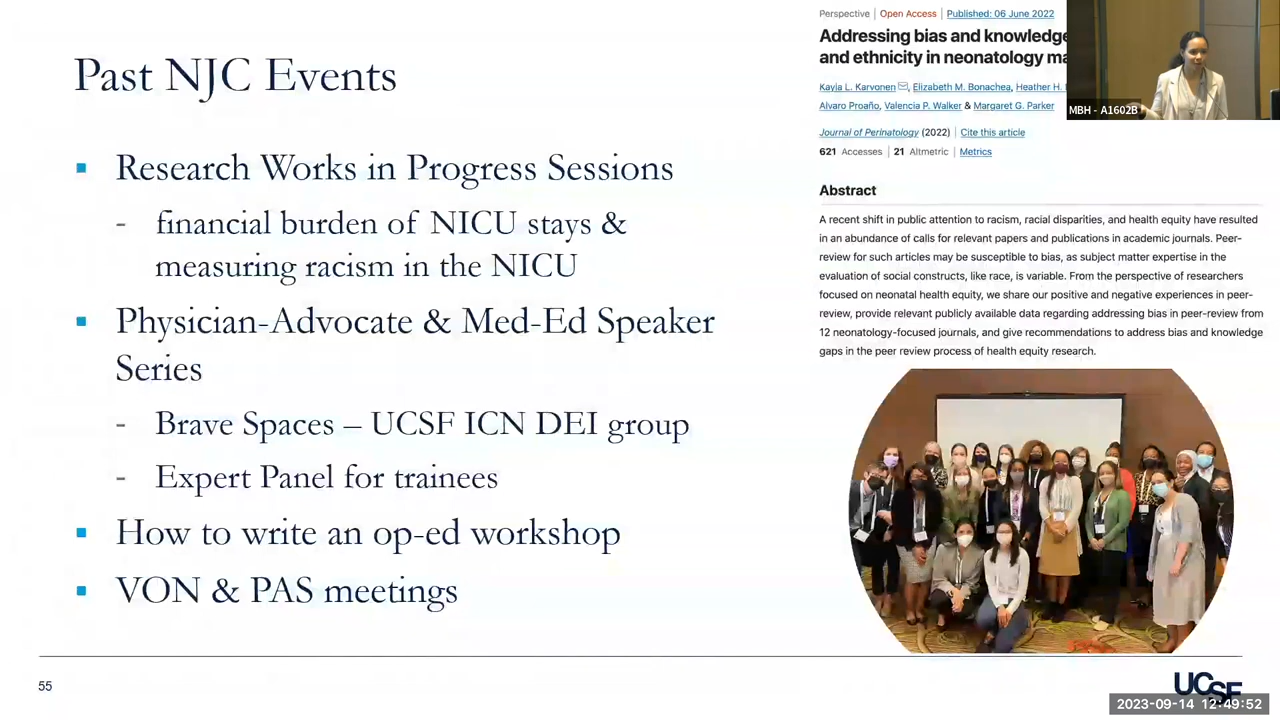 Past NJC Events
Research Works in Progress Sessions
- financial burden of NICU stays &
measuring racism in the NICU
Physician-Advocate & Med-Ed Speaker
Series
- Brave Spaces – UCSF ICN DEI group
- Expert Panel for trainees
How to write an op-ed workshop
VON & PAS meetings
55
Perspective | Open Access | Published: 06 June 2022
Addressing bias and knowledge
and ethnicity in neonatology ma
Kayla L. Karvonen, Elizabeth M. Bonachea, Heather H.
Alvaro Proaño, Valencia P. Walker & Margaret G. Parker
Journal of Perinatology (2022) | Cite this article
621 Accesses | 21 Altmetric | Metrics
Abstract
A recent shift in public attention to racism, racial disparities, and health equity have resulted
in an abundance of calls for relevant papers and publications in academic journals. Peer-
review for such articles may be susceptible to bias, as subject matter expertise in the
evaluation of social constructs, like race, is variable. From the perspective of researchers
focused on neonatal health equity, we share our positive and negative experiences in peer-
review, provide relevant publicly available data regarding addressing bias in peer-review from
12 neonatology-focused journals, and give recommendations to address bias and knowledge
gaps in the peer review process of health equity research.
MBH - A1602B
UCSF
2023-09-14 12:49:52